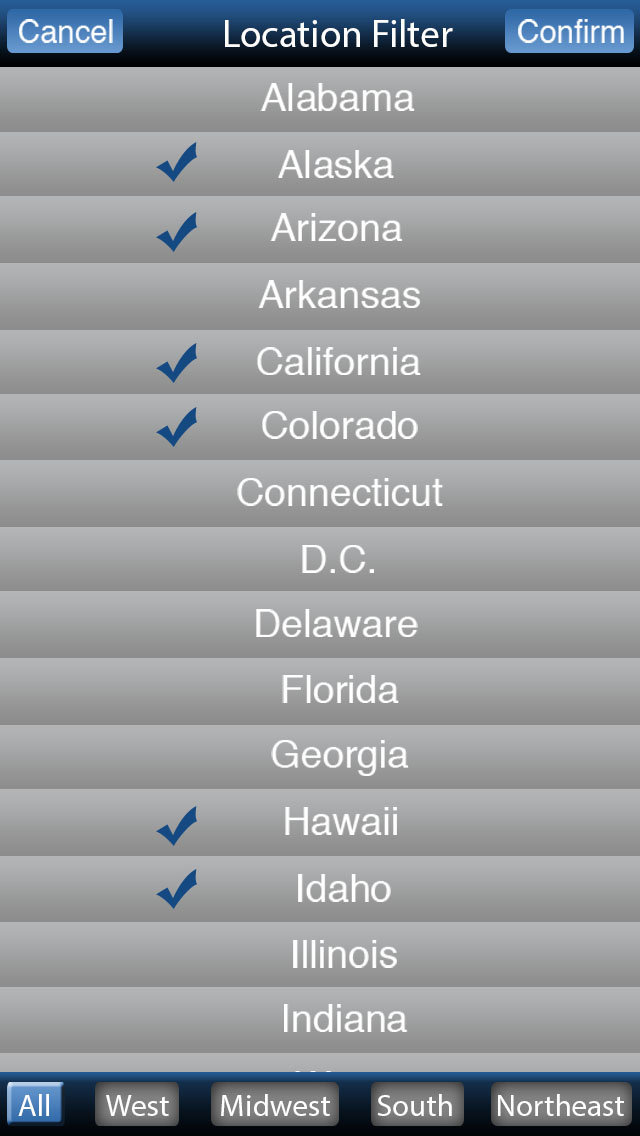 Cancel Location Filter Confirm
Alabama
Alaska
Arizona
Arkansas
California
Colorado
Connecticut
D.C.
Delaware
Florida
Georgia
Hawaii
Idaho
Illinois
Indiana
All West Midwest South Northeast